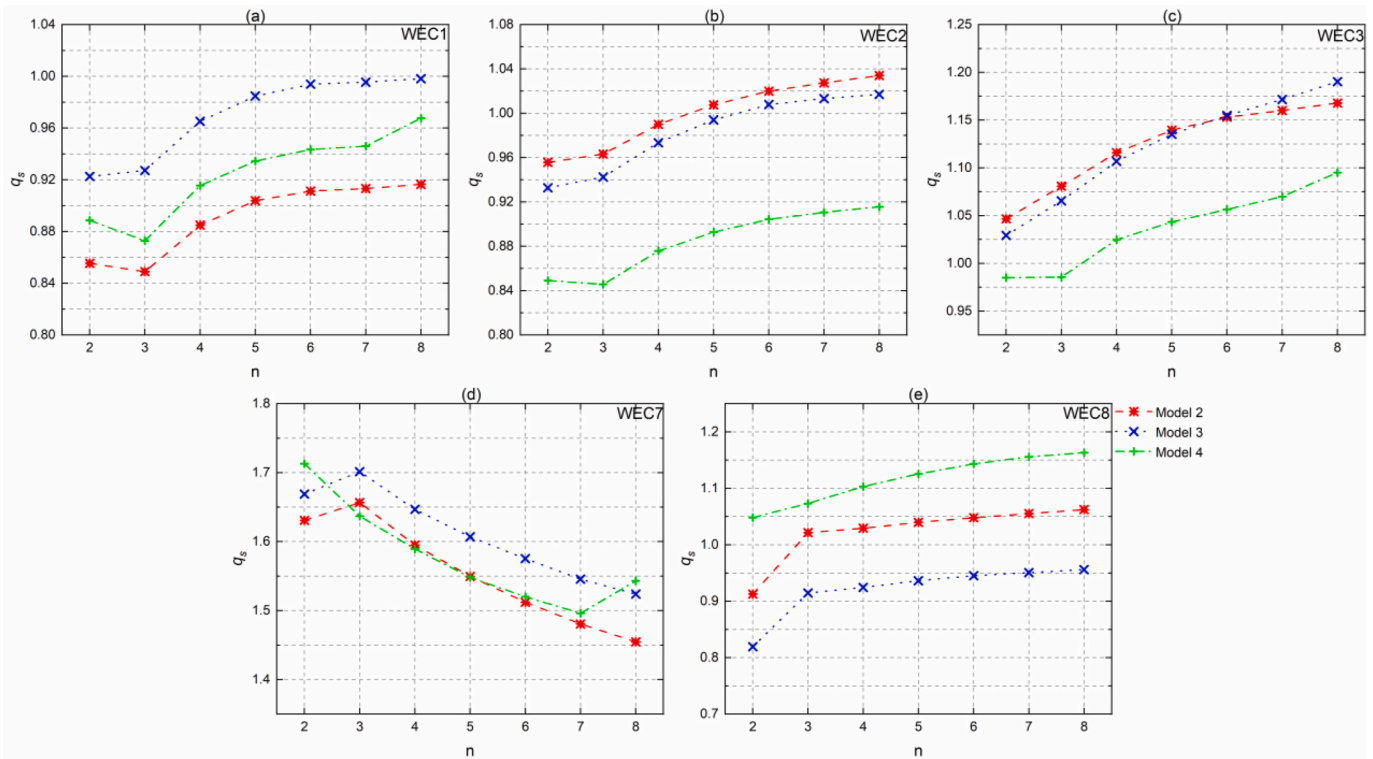 (a)
WEC1
1.04
1.00
0.96
0.92
0.88
0.84
0.80
qs
2 3 4 5 6 7 8
n
(b)
WEC2
1.08
1.04
1.00
0.96
0.92
0.88
0.84
0.80
qs
2 3 4 5 6 7 8
n
(c)
WEC3
1.25
1.20
1.15
1.10
1.05
1.00
0.95
qs
2 3 4 5 6 7 8
n
(d)
WEC7
1.8
1.7
1.6
1.5
1.4
qs
2 3 4 5 6 7 8
n
(e)
WEC8
1.2
1.1
1.0
0.9
0.8
0.7
qs
2 3 4 5 6 7 8
n
Model 2
Model 3
Model 4